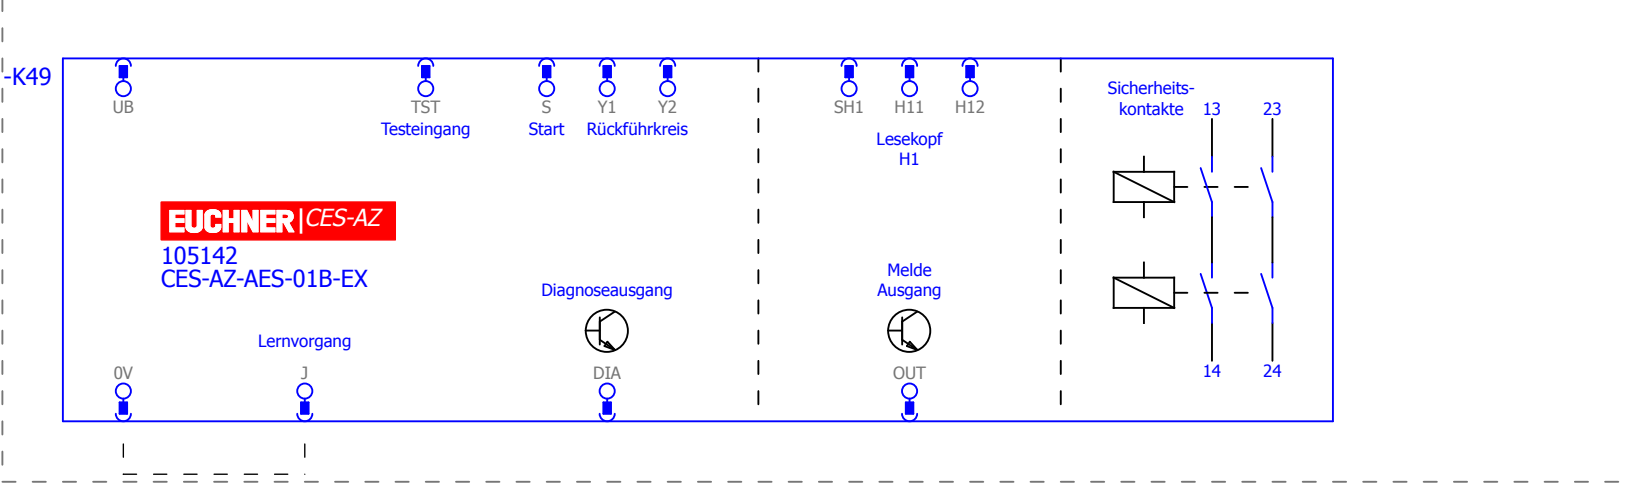 -K49
UB
TST
S
Y1
Y2
SH1
H11
H12
Testeingang
Start
Rückführkreis
Lesekopf
H1
Sicherheits-
kontakte
13
23
EUCHNER CES-AZ
105142
CES-AZ-AES-01B-EX
Diagnoseausgang
Melde
Ausgang
Lernvorgang
0V
J
DIA
OUT
14
24